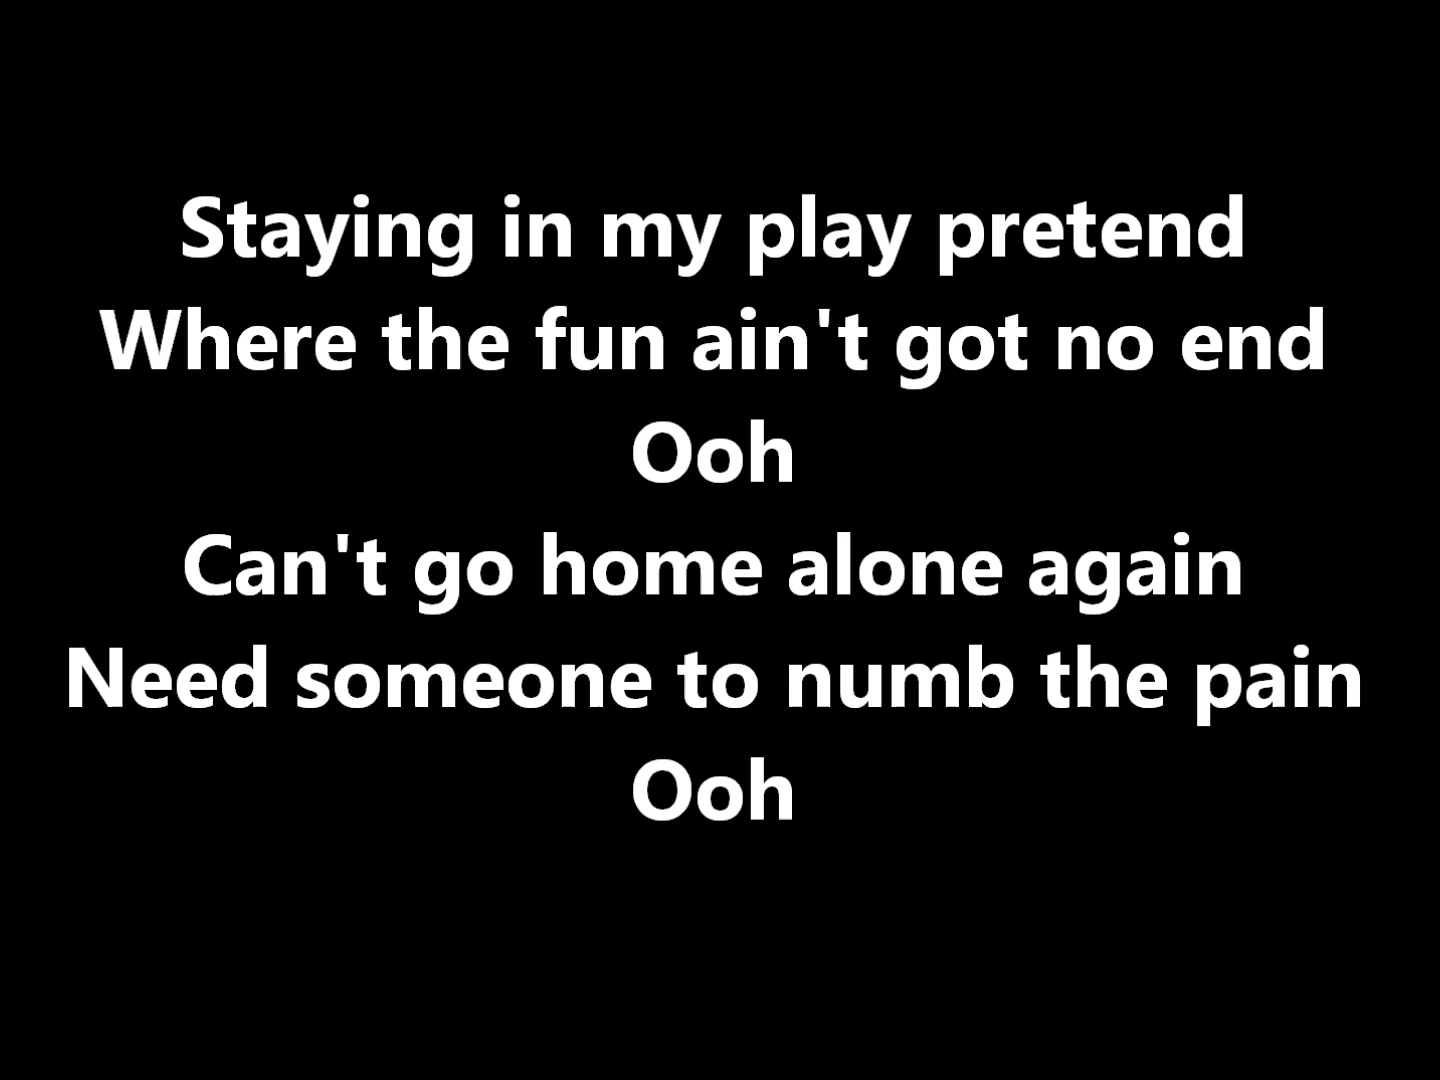 Staying in my play pretend
Where the fun ain't got no end
Ooh
Can't go home alone again
Need someone to numb the pain
Ooh